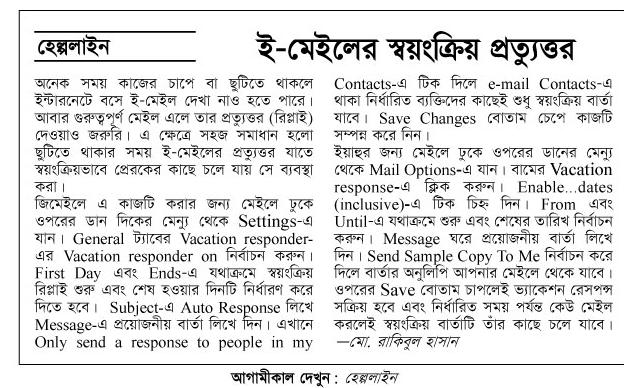 হেল্পলাইন
ই-মেইলের স্বয়ংক্রিয় প্রত্যুত্তর
অনেক সময় কাজের চাপে বা ছুটিতে থাকলে
ইন্টারনেটে বসে ই-মেইল দেখা নাও হতে পারে।
আবার গুরুত্বপূর্ণ মেইল এলে তার প্রত্যুত্তর (রিপ্লাই)
দেওয়াও জরুরি। এ ক্ষেত্রে সহজ সমাধান হলো
ছুটিতে থাকার সময় ই-মেইলের প্রত্যুত্তর যাতে
স্বয়ংক্রিয়ভাবে প্রেরকের কাছে চলে যায় সে ব্যবস্থা
করা।
জিমেইলে এ কাজটি করার জন্য মেইলে ঢুকে
ওপরের ডান দিকের মেন্যু থেকে Settings-এ
যান। General ট্যাবের Vacation responder-
এর Vacation responder on নির্বাচন করুন।
First Day এবং Ends-এ যথাক্রমে স্বয়ংক্রিয়
রিপ্লাই শুরু এবং শেষ হওয়ার দিনটি নির্ধারণ করে
দিতে হবে। Subject-এ Auto Response লিখে
Message-এ প্রয়োজনীয় বার্তা লিখে দিন। এখানে
Only send a response to people in my
Contacts-এ টিক দিলে e-mail Contacts-এ
থাকা নির্ধারিত ব্যক্তিদের কাছেই শুধু স্বয়ংক্রিয় বার্তা
যাবে। Save Changes বোতাম চেপে কাজটি
সম্পন্ন করে নিন।
ইয়াহুর জন্য মেইলে ঢুকে ওপরের ডানের মেন্যু
থেকে Mail Options-এ যান। বামের Vacation
response-এ ক্লিক করুন। Enable...dates
(inclusive)-এ টিক চিহ্ন দিন। From এবং
Until-এ যথাক্রমে শুরু এবং শেষের তারিখ নির্বাচন
করুন। Message ঘরে প্রয়োজনীয় বার্তা লিখে
দিন। Send Sample Copy To Me নির্বাচন করে
দিলে বার্তার অনুলিপি আপনার মেইলে থেকে যাবে।
ওপরের Save বোতাম চাপলেই ভ্যাকেশন রেসপন্স
সক্রিয় হবে এবং নির্ধারিত সময় পর্যন্ত কেউ মেইল
করলেই স্বয়ংক্রিয় বার্তাটি তাঁর কাছে চলে যাবে।
—মো. রাকিবুল হাসান
আগামীকাল দেখুন : হেল্পলাইন